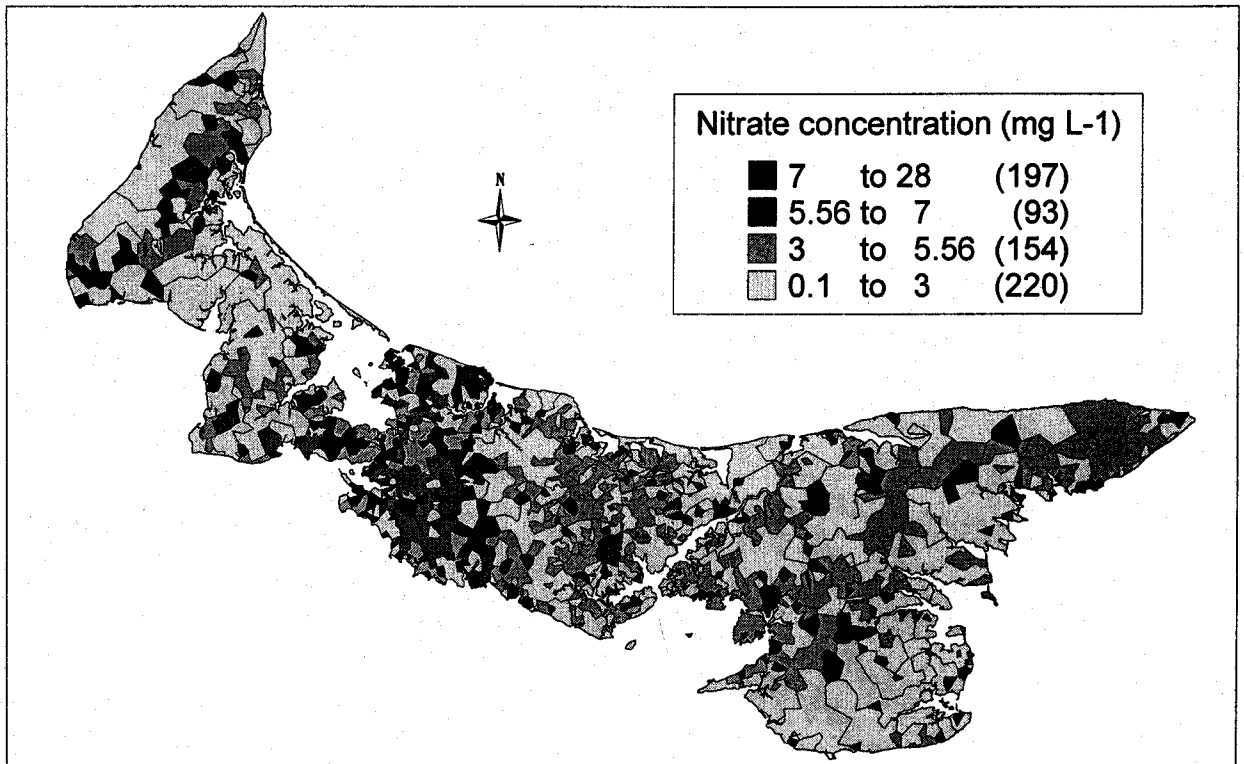 Nitrate concentration (mg L-1)
7 to 28 (197)
5.56 to 7 (93)
3 to 5.56 (154)
0.1 to 3 (220)
N